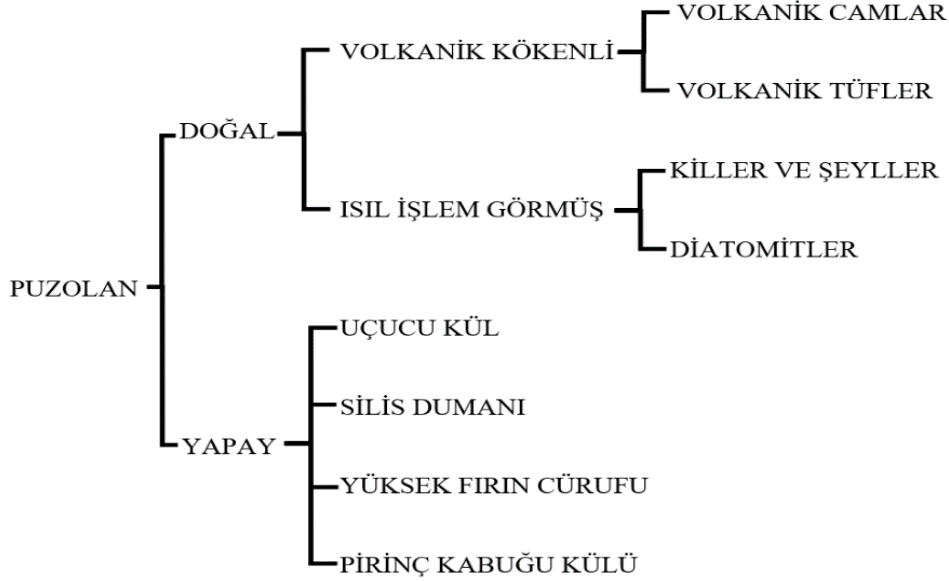 VOLKANİK CAMLAR
VOLKANİK KÖKENLİ
VOLKANİK TÜFLER
DOĞAL
KİLLER VE ŞEYLLER
ISIL İŞLEM GÖRMÜŞ
DİATOMİTLER
PUZOLAN
UÇUCU KÜL
SİLİS DUMANI
YAPAY
YÜKSEK FIRIN CÜRUFU
PİRİNÇ KABUĞU KÜLÜ